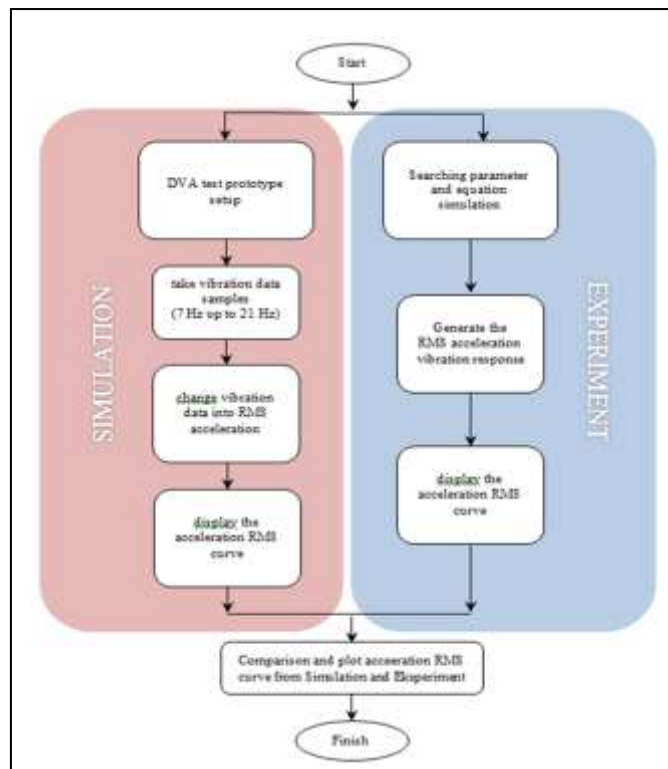 Start
SIMULATION
DVA test prototype
setup
take vibration data
samples
(7 Hz up to 21 Hz)
change vibration
data into RMS
acceleration
display the
acceleration RMS
curve
EXPERIMENT
Searching parameter
and equation
simulation
Generate the
RMS acceleration
vibration response
display the
acceleration RMS
curve
Comparison and plot acceeration RMS
curve from Simulation and Eksperiment
Finish